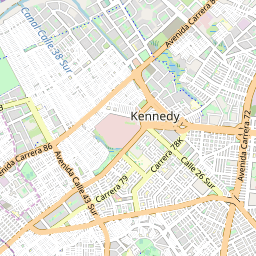 Canal Calle 38 Sur
Avenida Carrera 8
Kennedy
Avenida Carrera 72
Avenida Carrera 86
Avenida Calle 43 Sur
Carrera 78K
Calle 26 Sur
Carrera 79